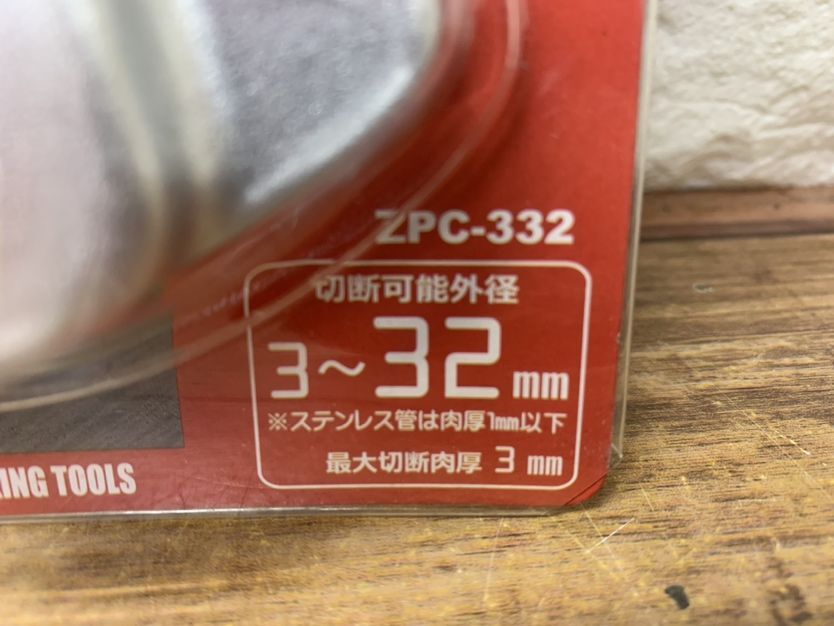 ZPC-332
切断可能外径
3～32mm
※ステンレス管は肉厚1mm以下
最大切断肉厚 3 mm
KING TOOLS